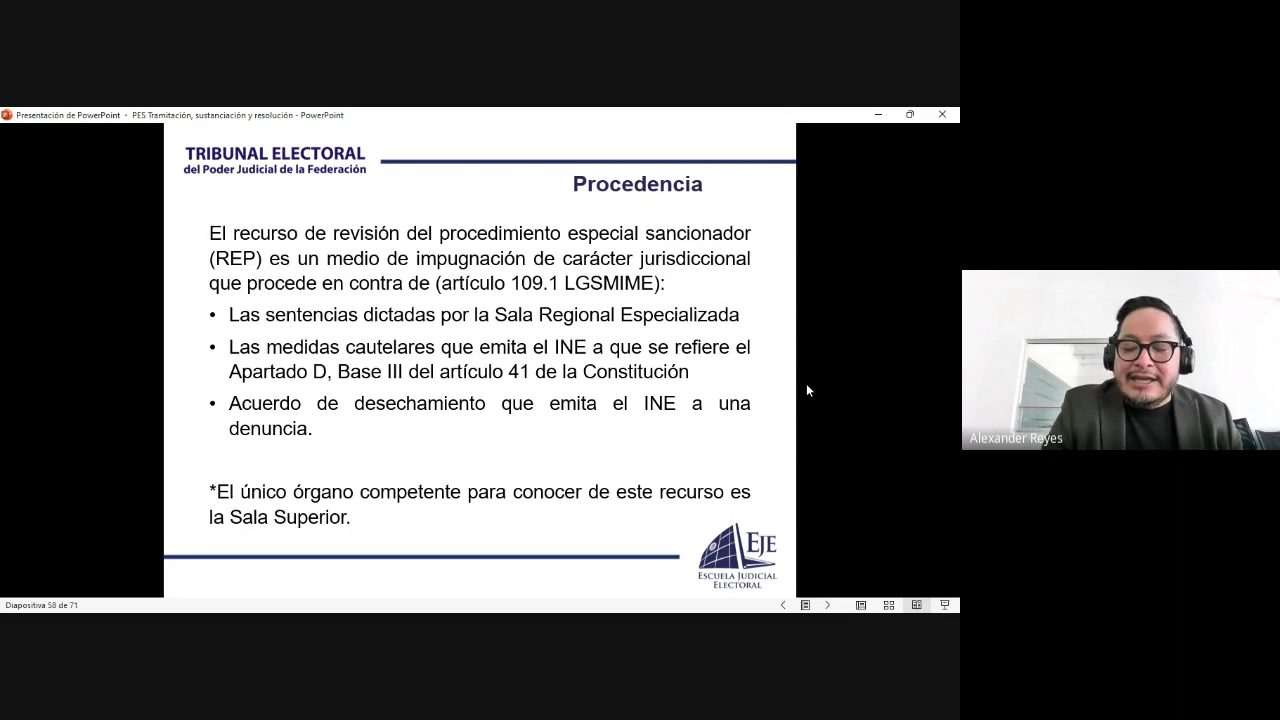 Presentación de PowerPoint - PES Tramitación, sustanciación y resolución - PowerPoint
TRIBUNAL ELECTORAL
del Poder Judicial de la Federación
Procedencia
El recurso de revisión del procedimiento especial sancionador
(REP) es un medio de impugnación de carácter jurisdiccional
que procede en contra de (artículo 109.1 LGSMIME):
• Las sentencias dictadas por la Sala Regional Especializada
• Las medidas cautelares que emita el INE a que se refiere el
Apartado D, Base III del artículo 41 de la Constitución
• Acuerdo de desechamiento que emita el INE a una
denuncia.
*El único órgano competente para conocer de este recurso es
la Sala Superior.
EJE
ESCUELA JUDICIAL
ELECTORAL
Diapositiva 58 de 71
Alexander Reyes